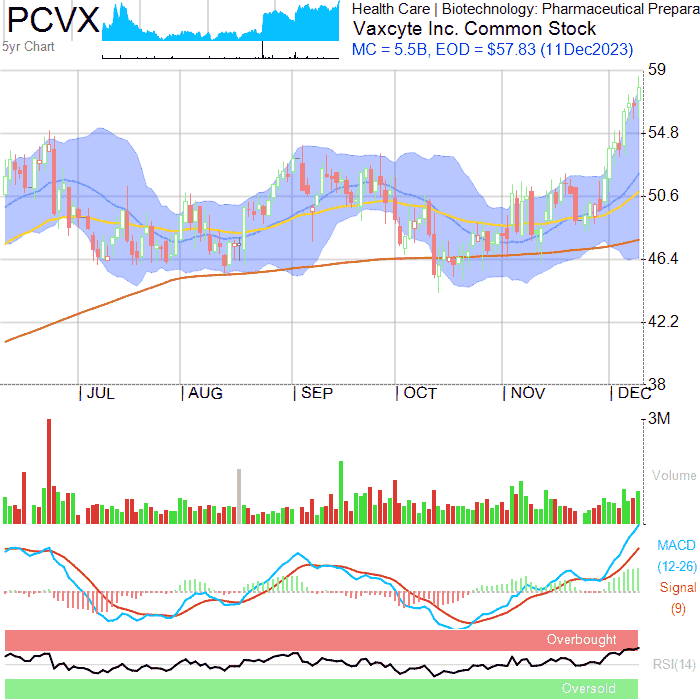 PCVX
5yr Chart
Health Care | Biotechnology: Pharmaceutical Prepara
Vaxcyte Inc. Common Stock
MC = 5.5B, EOD = $57.83 (11Dec2023)
59
54.8
50.6
46.4
42.2
38
JUL
AUG
SEP
OCT
NOV
DEC
3M
Volume
MACD
(12-26)
Signal
(9)
Overbought
RSI(14)
Oversold